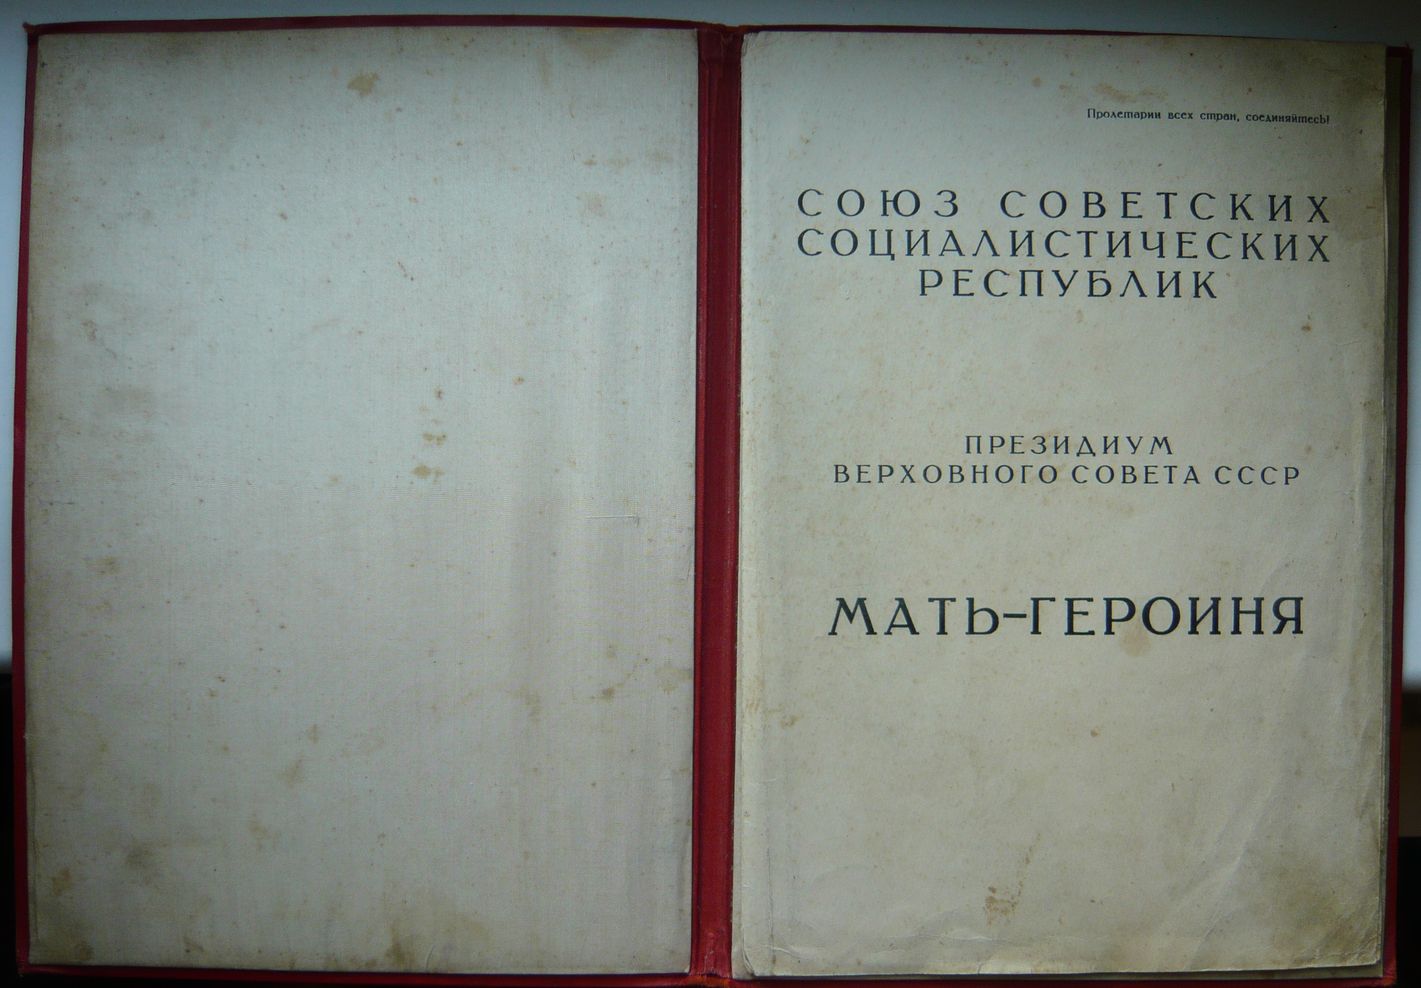 Пролетарии всех стран, соединяйтесь!
СОЮЗ СОВЕТСКИХ
СОЦИАЛИСТИЧЕСКИХ
РЕСПУБЛИК
ПРЕЗИДИУМ
ВЕРХОВНОГО СОВЕТА СССР
МАТЬ-ГЕРОИНЯ